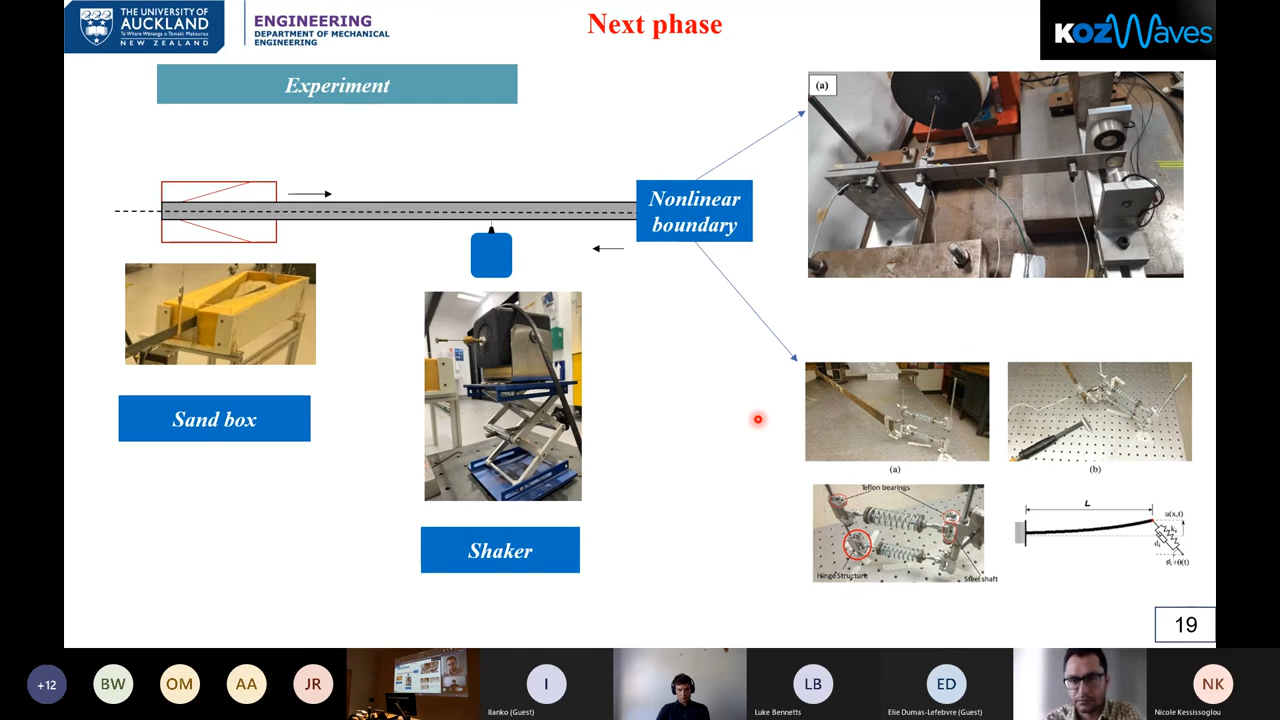 THE UNIVERSITY OF
AUCKLAND
Te Whare Wānanga o Tāmaki Makaurau
NEW ZEALAND
ENGINEERING
DEPARTMENT OF MECHANICAL
ENGINEERING
Next phase
KOZWaves
Experiment
(a)
Nonlinear
boundary
Sand box
Shaker
(a)
(b)
Teflon bearings
Hinge Structure
Steel shaft
L
u(x,t)
19
+12
BW
OM
AA
JR
I
Ilanko (Guest)
LB
Luke Bennetts
ED
Elie Dumas-Lefebvre (Guest)
NK
Nicole Kessissoglou